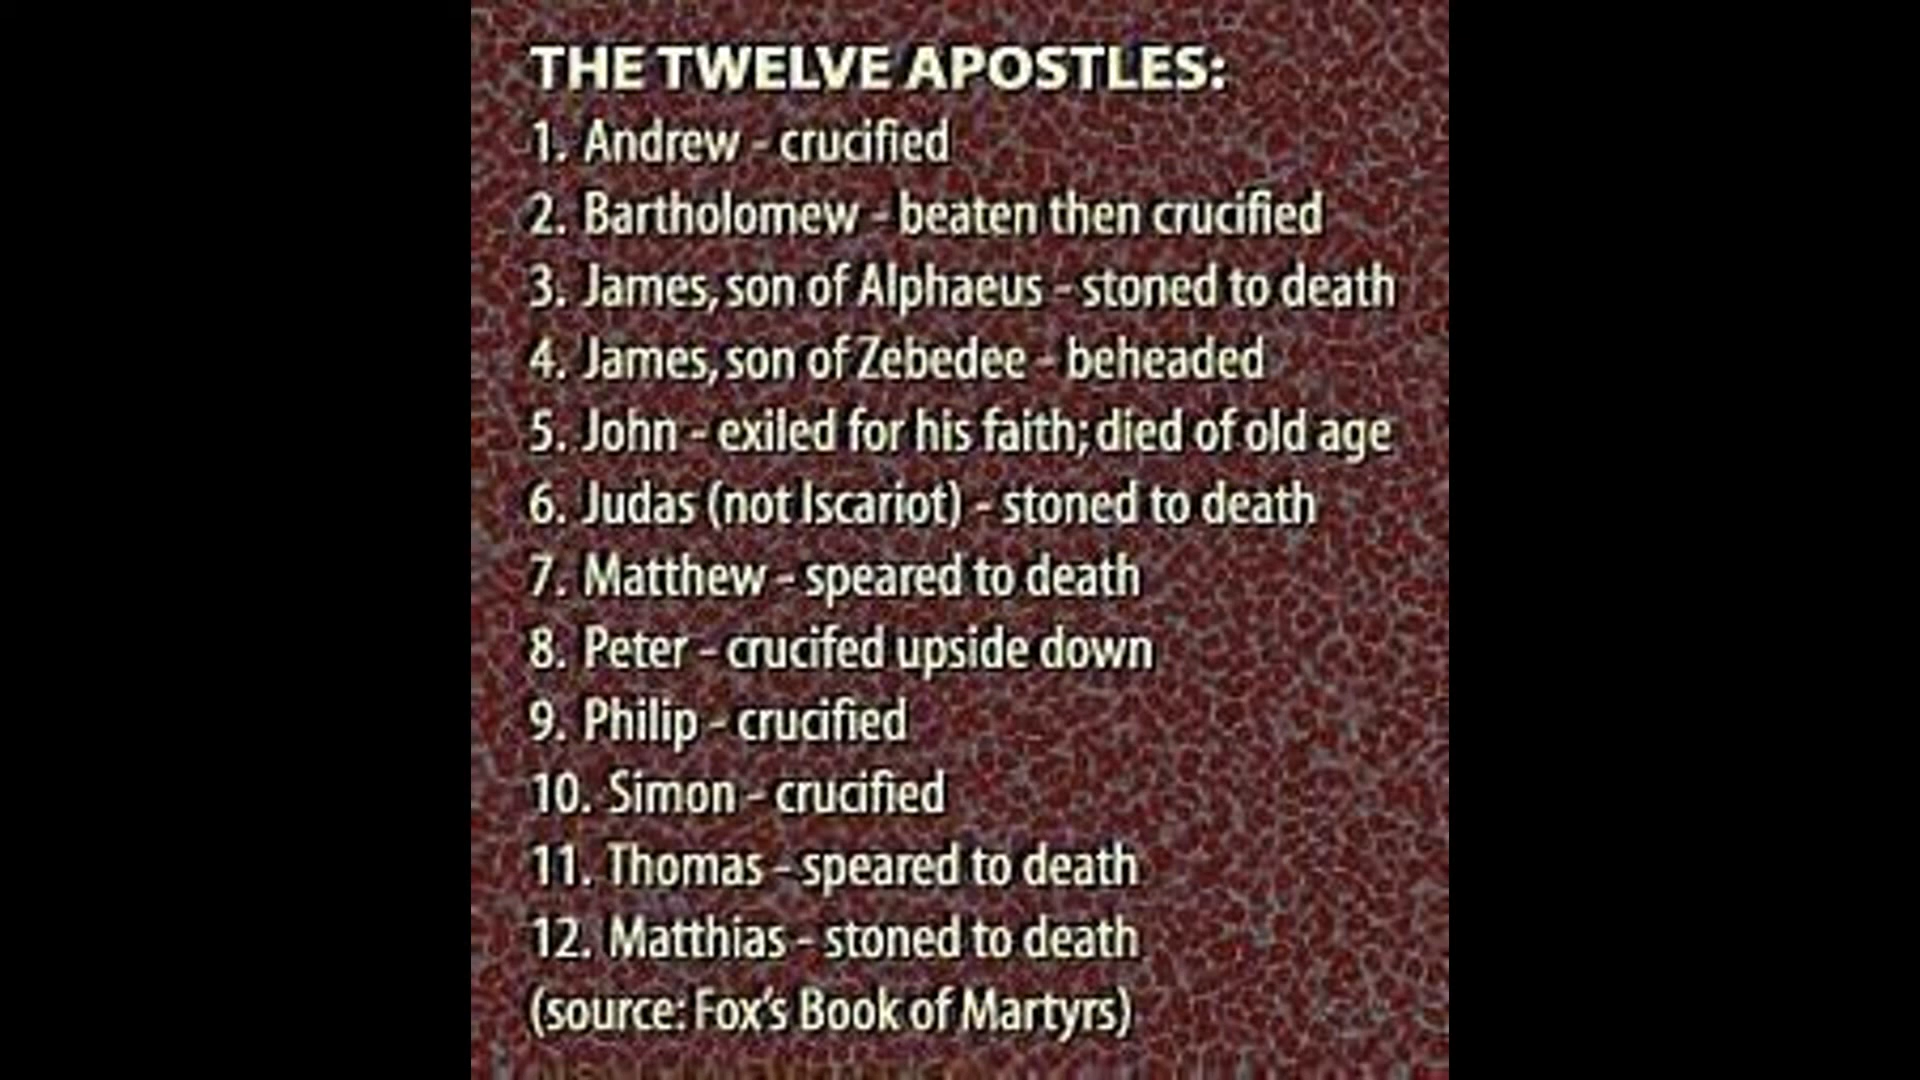 THE TWELVE APOSTLES:
1. Andrew - crucified
2. Bartholomew - beaten then crucified
3. James, son of Alphaeus - stoned to death
4. James, son of Zebedee - beheaded
5. John - exiled for his faith; died of old age
6. Judas (not Iscariot) - stoned to death
7. Matthew - speared to death
8. Peter - crucifed upside down
9. Philip - crucified
10. Simon - crucified
11. Thomas - speared to death
12. Matthias - stoned to death
(source: Fox's Book of Martyrs)